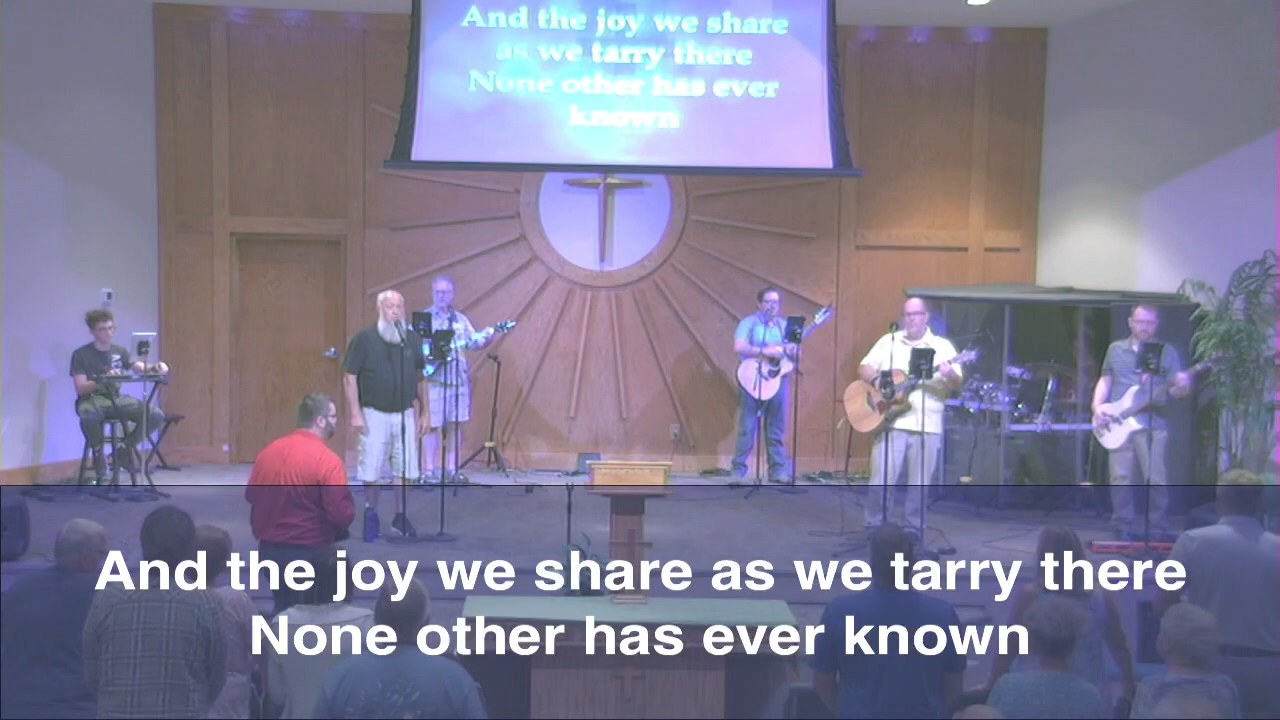 And the joy we share
as we tarry there
None other has ever
known
And the joy we share as we tarry there
None other has ever known